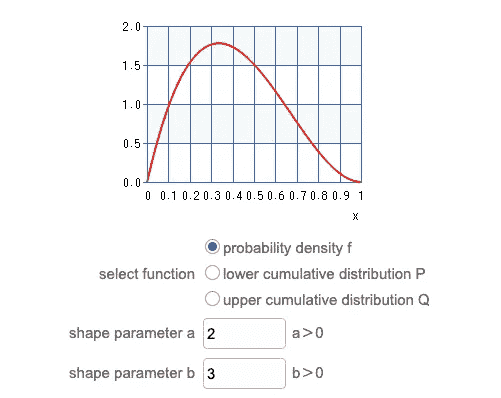 2.0
1.5
1.0
0.5
0.0
0 0.1 0.2 0.3 0.4 0.5 0.6 0.7 0.8 0.9 1
x
probability density f
select function lower cumulative distribution P
upper cumulative distribution Q
shape parameter a 2 a>0
shape parameter b 3 b>0